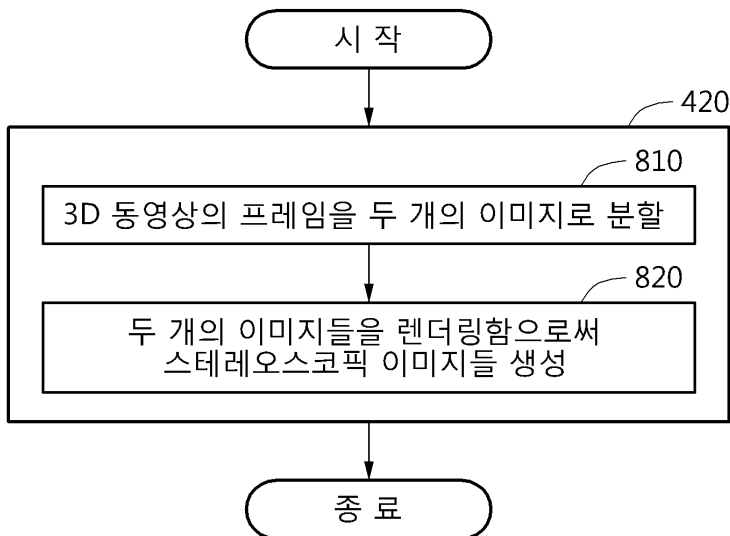 시 작
420
810
3D 동영상의 프레임을 두 개의 이미지로 분할
820
두 개의 이미지들을 렌더링함으로써
스테레오스코픽 이미지들 생성
종 료